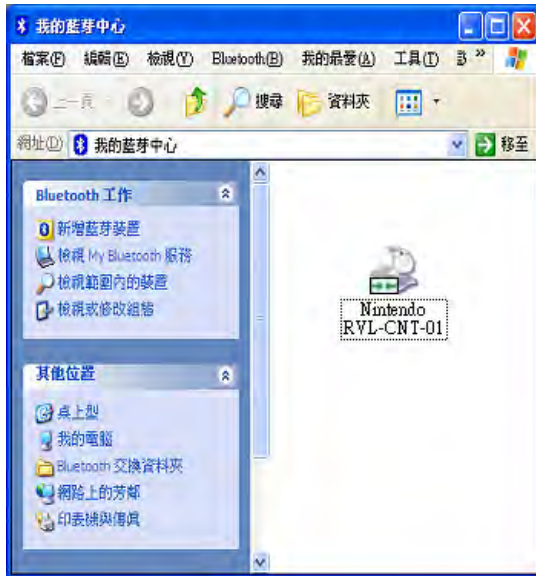 我的藍芽中心
檔案(F) 編輯(E) 檢視(V) Bluetooth(B) 我的最愛(A) 工具(T) »
上一頁 搜尋 資料夾
網址(D) 我的藍芽中心 移至
Bluetooth 工作
新增藍芽裝置
檢視 My Bluetooth 服務
檢視範圍內的裝置
檢視或修改組態
Nintendo
RVL-CNT-01
其他位置
桌上型
我的電腦
Bluetooth 交換資料夾
網路上的芳鄰
印表機與傳真